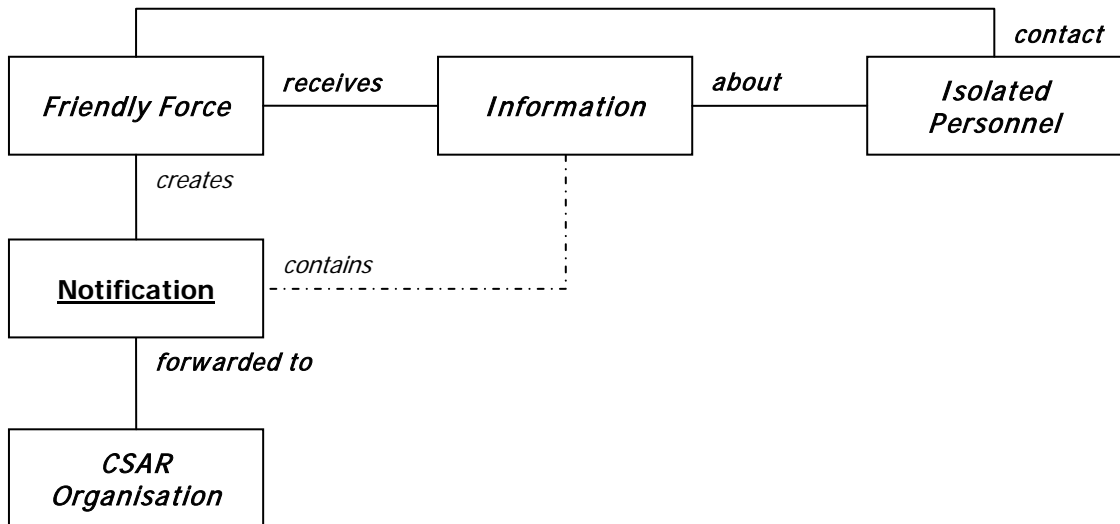 contact
Friendly Force
receives
Information
about
Isolated
Personnel
creates
Notification
contains
forwarded to
CSAR
Organisation